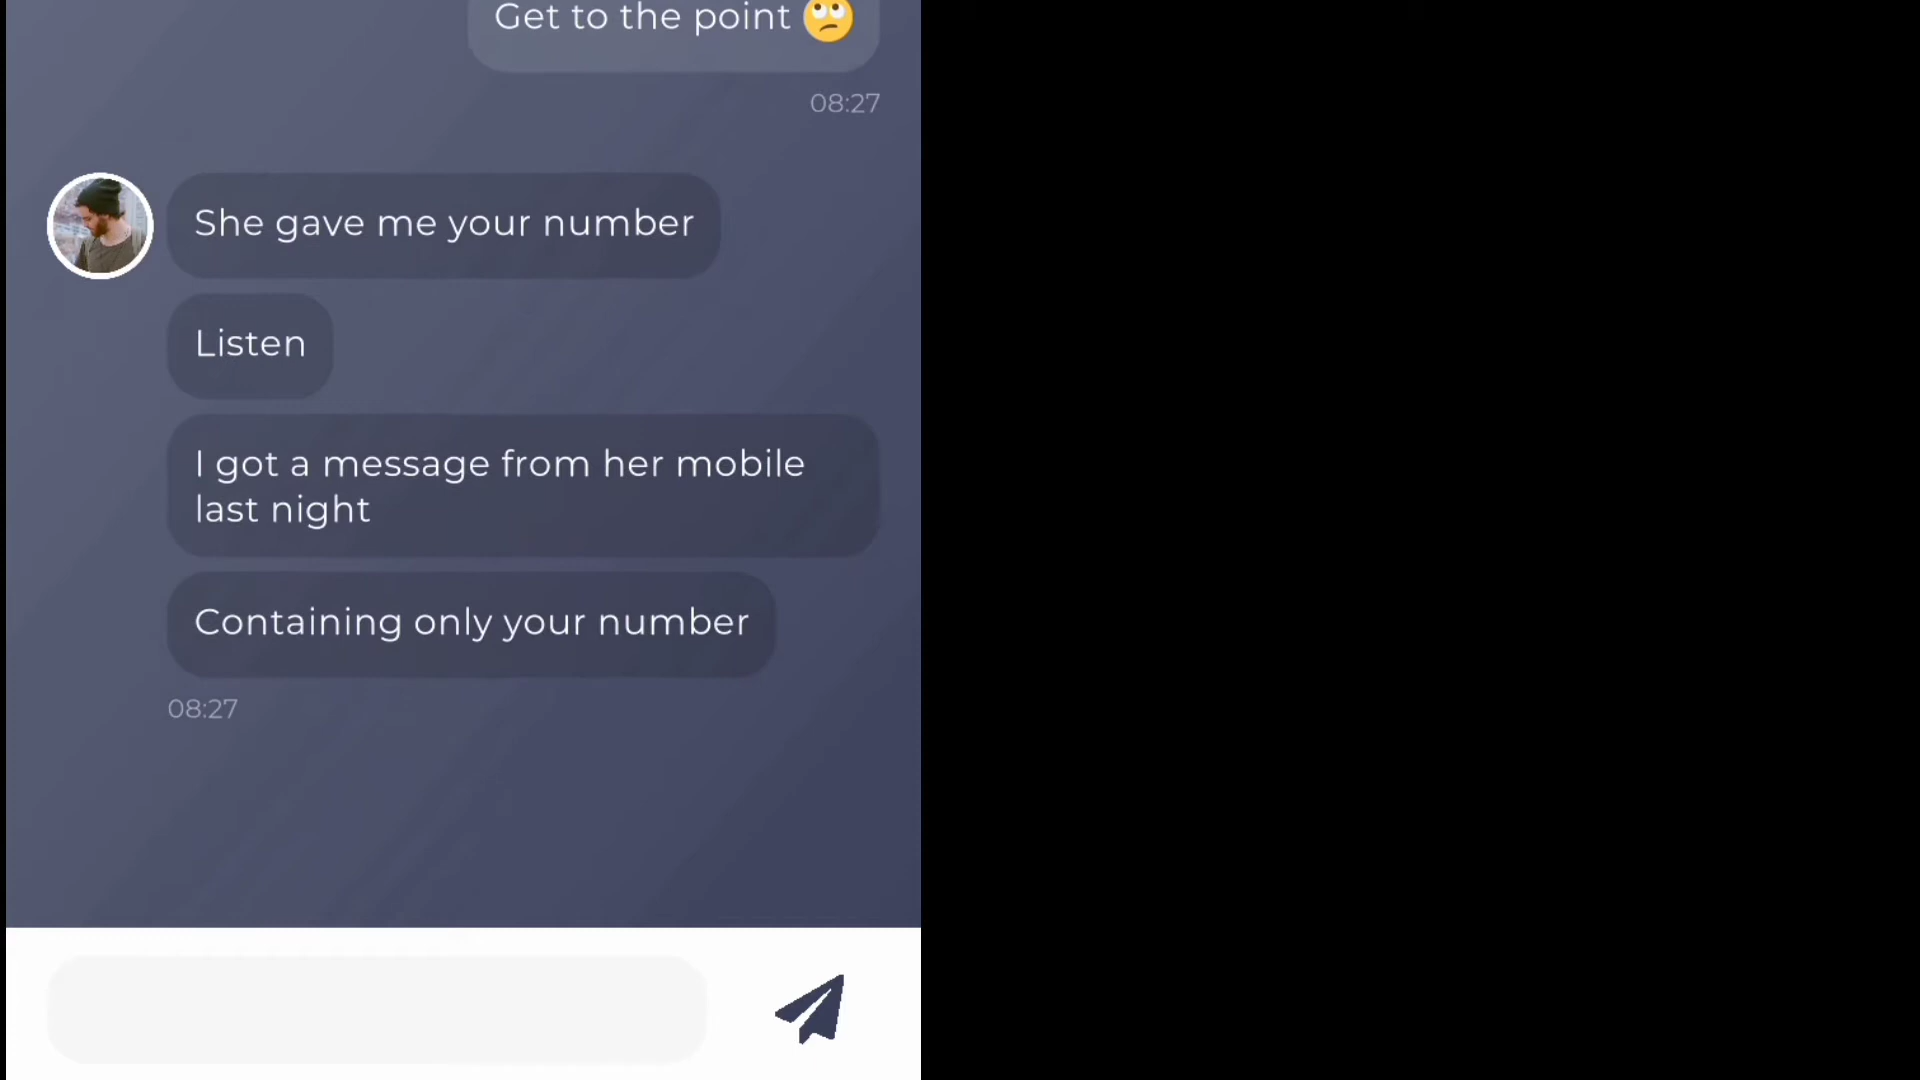 Get to the point 🙄
08:27
She gave me your number
Listen
I got a message from her mobile
last night
Containing only your number
08:27